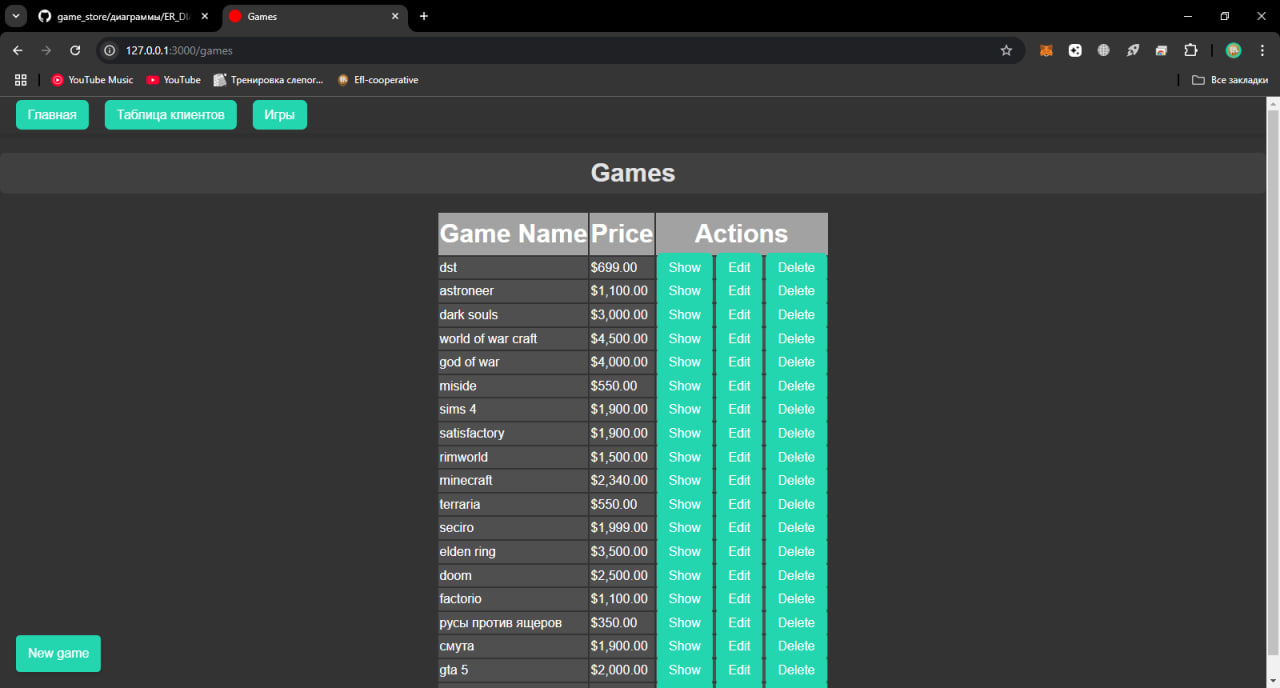 game_store/диаграммы/ER_DI
Games
127.0.0.1:3000/games
YouTube Music
YouTube
Тренировка слепог...
Efl-cooperative
Все закладки
Главная
Таблица клиентов
Игры
Games
Game Name Price Actions
dst $699.00 Show Edit Delete
astroneer $1,100.00 Show Edit Delete
dark souls $3,000.00 Show Edit Delete
world of war craft $4,500.00 Show Edit Delete
god of war $4,000.00 Show Edit Delete
miside $550.00 Show Edit Delete
sims 4 $1,900.00 Show Edit Delete
satisfactory $1,900.00 Show Edit Delete
rimworld $1,500.00 Show Edit Delete
minecraft $2,340.00 Show Edit Delete
terraria $550.00 Show Edit Delete
seciro $1,999.00 Show Edit Delete
elden ring $3,500.00 Show Edit Delete
doom $2,500.00 Show Edit Delete
factorio $1,100.00 Show Edit Delete
русы против ящеров $350.00 Show Edit Delete
смута $1,900.00 Show Edit Delete
gta 5 $2,000.00 Show Edit Delete
New game